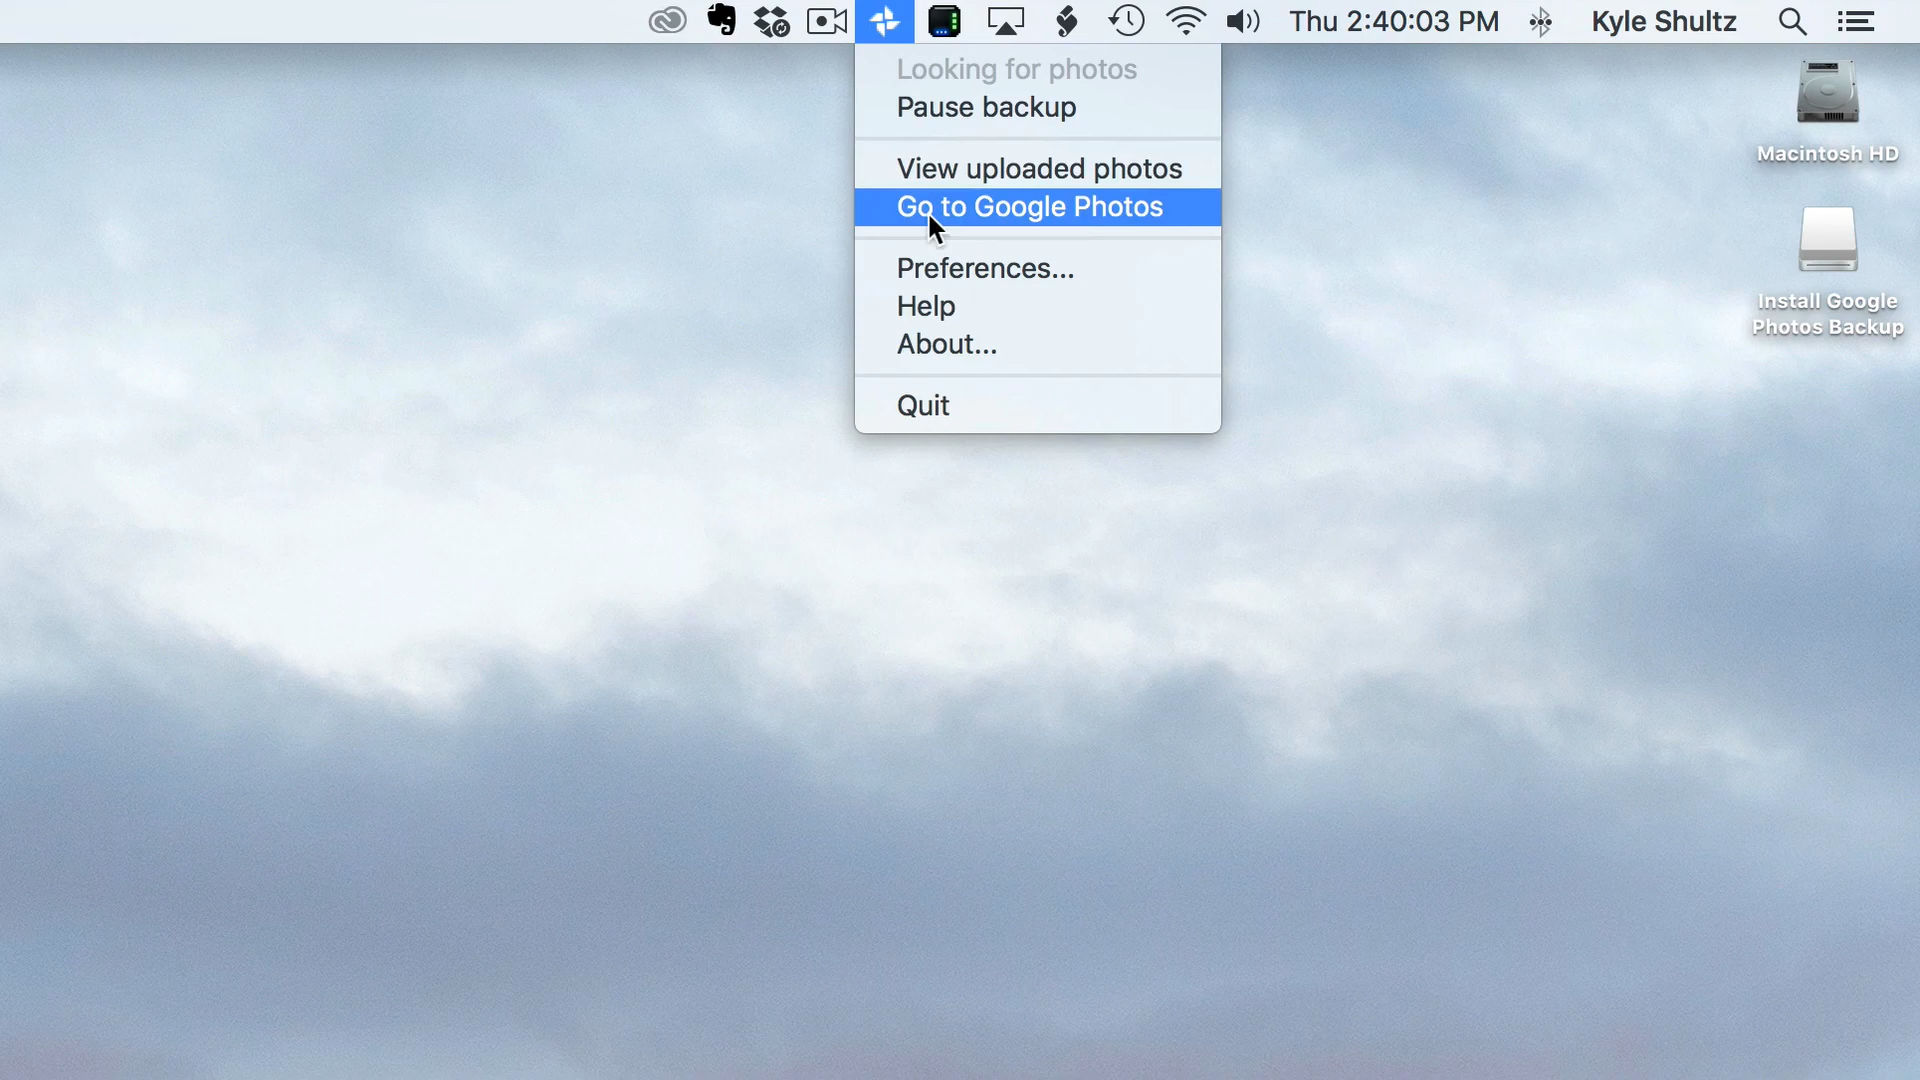 Thu 2:40:03 PM
Kyle Shultz
Looking for photos
Pause backup
View uploaded photos
Go to Google Photos
Preferences...
Help
About...
Quit
Macintosh HD
Install Google
Photos Backup